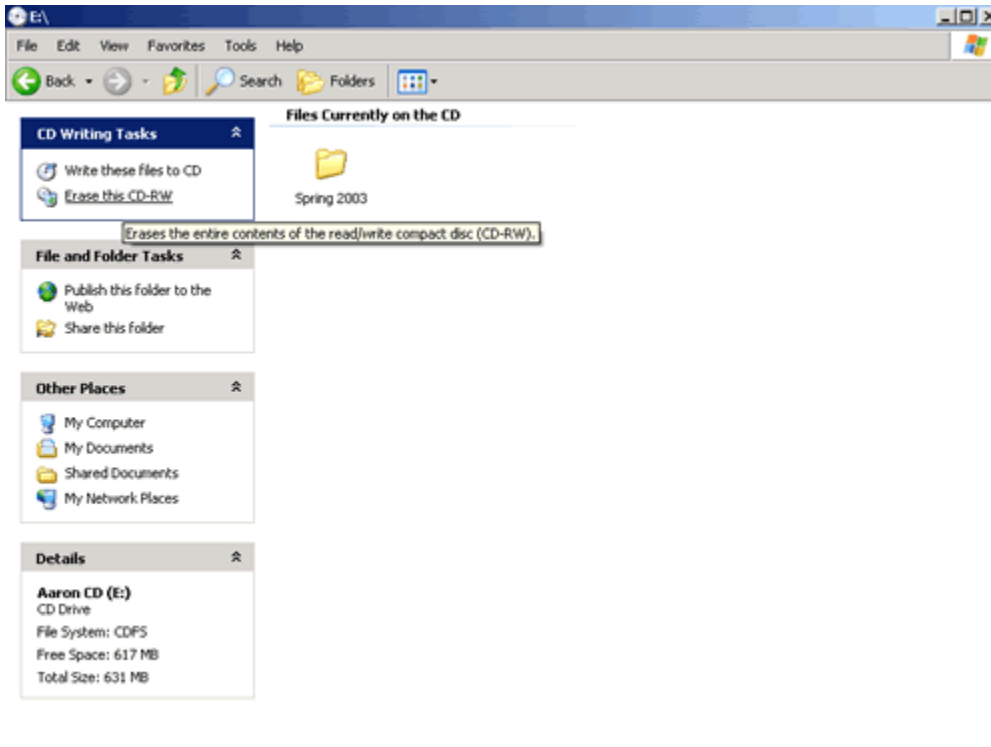 E:\
File Edit View Favorites Tools Help
Back Search Folders
CD Writing Tasks
Write these files to CD
Erase this CD-RW
Files Currently on the CD
Spring 2003
Erases the entire contents of the read/write compact disc (CD-RW).
File and Folder Tasks
Publish this folder to the
Web
Share this folder
Other Places
My Computer
My Documents
Shared Documents
My Network Places
Details
Aaron CD (E:)
CD Drive
File System: CDFS
Free Space: 617 MB
Total Size: 631 MB